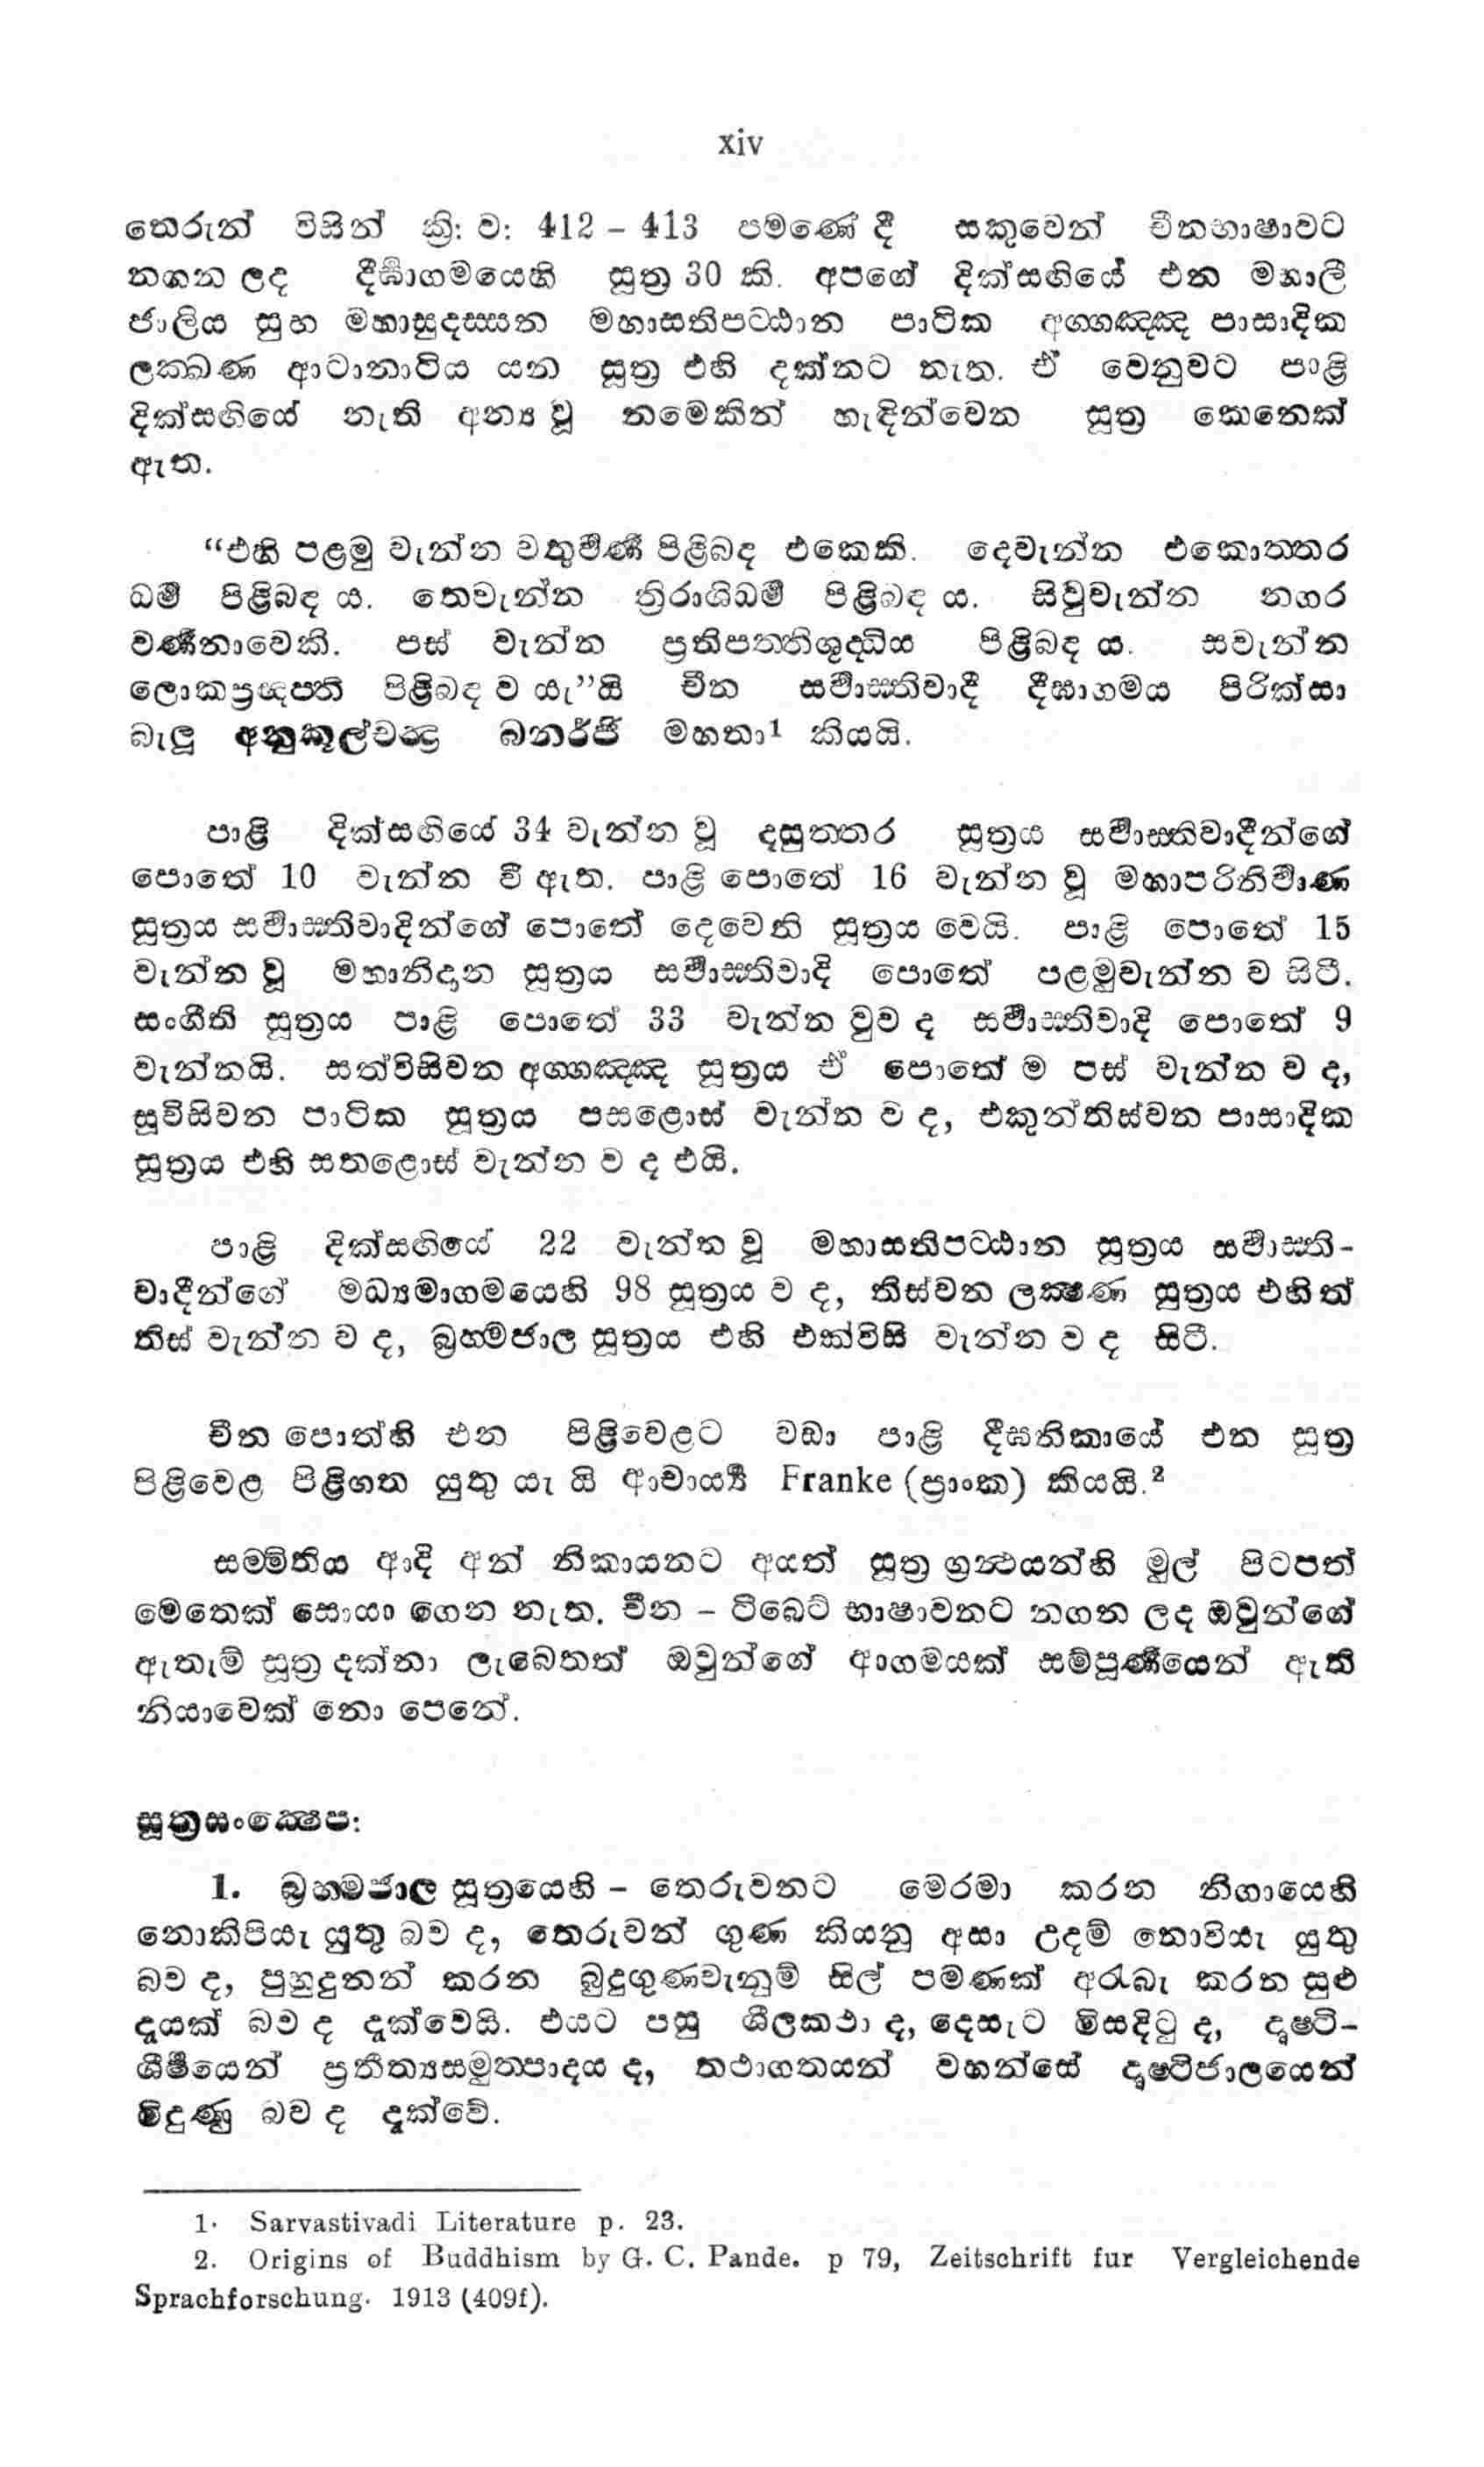 xiv
තෙරුන් විසින් ක්‍රි: ව: 412 – 413 පමණේ දී සකුවෙන් චීනභාෂාවට
නගන ලද දීර්‍ඝාගමයෙහි සූත්‍ර 30 කි. අපගේ දික්සඟියේ එන මහාලී
ජාලිය සුභ මහාසුදස්සන මහාසතිපට්ඨාන පාටික අග්ගඤ්ඤ පාසාදික
ලක්ඛණ ආටානාටිය යන සූත්‍ර එහි දක්නට නැත. ඒ වෙනුවට පාළි
දික්සඟියේ නැති අන්‍ය වූ නමෙකින් හැඳින්වෙන සූත්‍ර කෙනෙක්
ඇත.
“එහි පළමු වැන්න චතුර්‍වර්‍ණ පිළිබඳ එකෙකි. දෙවැන්න එකොත්තර
ධර්‍ම පිළිබඳ ය. තෙවැන්න ත්‍රිරාශිධර්‍ම පිළිබඳ ය. සිවුවැන්න නගර
වර්‍ණනාවෙකි. පස් වැන්න ප්‍රතිපත්තිශුද්ධිය පිළිබඳ ය. සවැන්න
ලොකප්‍රඥප්ති පිළිබඳ ව යැ”යි චීන සර්‍වාස්තිවාදී දීඝාගමය පිරික්සා
බැලූ අනුකූල්චන්‍ද්‍ර බනර්ජි මහතා¹ කියයි.
පාළි දික්සඟියේ 34 වැන්න වූ දසුත්තර සූත්‍රය සර්‍වාස්තිවාදීන්ගේ
පොතේ 10 වැන්න වී ඇත. පාළි පොතේ 16 වැන්න වූ මහාපරිනිර්‍වාණ
සූත්‍රය සර්‍වාස්තිවාදින්ගේ පොතේ දෙවෙනි සූත්‍රය වෙයි. පාළි පොතේ 15
වැන්න වූ මහානිදාන සූත්‍රය සර්‍වාස්තිවාදි පොතේ පළමුවැන්න ව සිටී.
සංගීති සූත්‍රය පාළි පොතේ 33 වැන්න වුව ද සර්‍වාස්තිවාදි පොතේ 9
වැන්නයි. සත්විසිවන අග්ගඤ්ඤ සූත්‍රය ඒ පොතේ ම පස් වැන්න ව ද,
සූවිසිවන පාටික සූත්‍රය පසළොස් වැන්න ව ද, එකුන්තිස්වන පාසාදික
සූත්‍රය එහි සතළොස් වැන්න ව ද එයි.
පාළි දික්සඟියේ 22 වැන්න වූ මහාසතිපට්ඨාන සූත්‍රය සර්‍වාස්ති-
වාදීන්ගේ මධ්‍යමාගමයෙහි 98 සූත්‍රය ව ද, තිස්වන ලක්‍ෂණ සූත්‍රය එහිත්
තිස් වැන්න ව ද, බ්‍රහ්මජාල සූත්‍රය එහි එක්විසි වැන්න ව ද සිටී.
චීන පොත්හි එන පිළිවෙළට වඩා පාළි දීඝනිකායේ එන සූත්‍ර
පිළිවෙළ පිළිගත යුතු යැ යි ආචාර්‍ය්‍ය Franke (ප්‍රාංක) කියයි.²
සම්මිතිය ආදි අන් නිකායනට අයත් සූත්‍ර ග්‍රන්‍ථයන්හි මුල් පිටපත්
මෙතෙක් සොයා ගෙන නැත. චීන – ටිබෙට් භාෂාවනට නගන ලද ඔවුන්ගේ
ඇතැම් සූත්‍ර දක්නා ලැබෙතත් ඔවුන්ගේ ආගමයක් සම්පූර්‍ණයෙන් ඇති
නියාවෙක් නො පෙනේ.
සූත්‍රසංක්‍ෂෙප:
1. බ්‍රහ්මජාල සූත්‍රයෙහි – තෙරුවනට මෙරමා කරන නිගායෙහි
නොකිපියැ යුතු බව ද, තෙරුවන් ගුණ කියනු අසා උදම් නොවියැ යුතු
බව ද, පුහුදුනන් කරන බුදුගුණවැනුම් සිල් පමණක් අරැබැ කරන සුළු
දැයක් බව ද දැක්වෙයි. එයට පසු ශීලකථා ද, දෙසැට මිසදිටු ද, දෘෂ්ටි-
ශීර්‍ෂයෙන් ප්‍රතීත්‍යසමුත්පාදය ද, තථාගතයන් වහන්සේ දෘෂ්ටිජාලයෙන්
මිදුණු බව ද දැක්වේ.
1. Sarvastivadi Literature p. 23.
2. Origins of Buddhism by G. C. Pande. p 79, Zeitschrift fur Vergleichende
Sprachforschung. 1913 (409f).